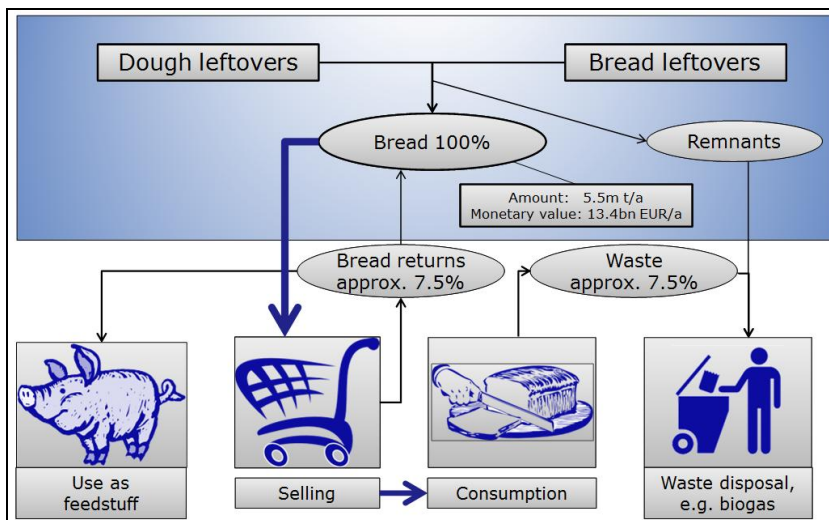 Dough leftovers
Bread leftovers
Bread 100%
Remnants
Amount: 5.5m t/a
Monetary value: 13.4bn EUR/a
Bread returns
approx. 7.5%
Waste
approx. 7.5%
Use as
feedstuff
Selling
Consumption
Waste disposal,
e.g. biogas